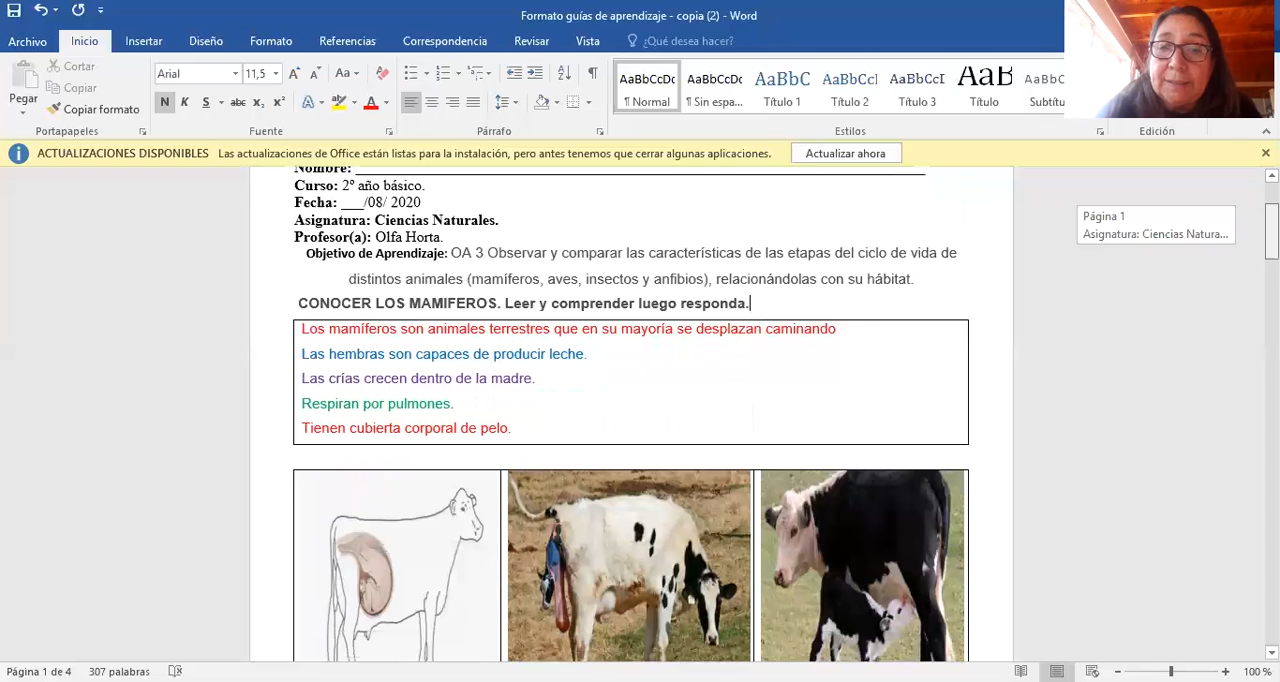 Formato guías de aprendizaje - copia (2) - Word
Archivo Inicio Insertar Diseño Formato Referencias Correspondencia Revisar Vista ¿Qué desea hacer?
Pegar
Cortar
Copiar
Copiar formato
Portapapeles
Arial 11,5
Aa
N K S abc x₂ x² A A
Fuente
Párrafo
AaBbCcDc AaBbCcDc AaBbC AaBbCcl AaBbCcI AaB AaBbCc
¶ Normal ¶ Sin espa... Título 1 Título 2 Título 3 Título Subtítu
Estilos
Edición
ACTUALIZACIONES DISPONIBLES Las actualizaciones de Office están listas para la instalación, pero antes tenemos que cerrar algunas aplicaciones. Actualizar ahora
Nombre:
Curso: 2º año básico.
Fecha: ___/08/ 2020
Asignatura: Ciencias Naturales.
Profesor(a): Olfa Horta.
Objetivo de Aprendizaje: OA 3 Observar y comparar las características de las etapas del ciclo de vida de
distintos animales (mamíferos, aves, insectos y anfibios), relacionándolas con su hábitat.
CONOCER LOS MAMIFEROS. Leer y comprender luego responda.
Los mamíferos son animales terrestres que en su mayoría se desplazan caminando
Las hembras son capaces de producir leche.
Las crías crecen dentro de la madre.
Respiran por pulmones.
Tienen cubierta corporal de pelo.
Página 1
Asignatura: Ciencias Natura...
Página 1 de 4 307 palabras 100 %